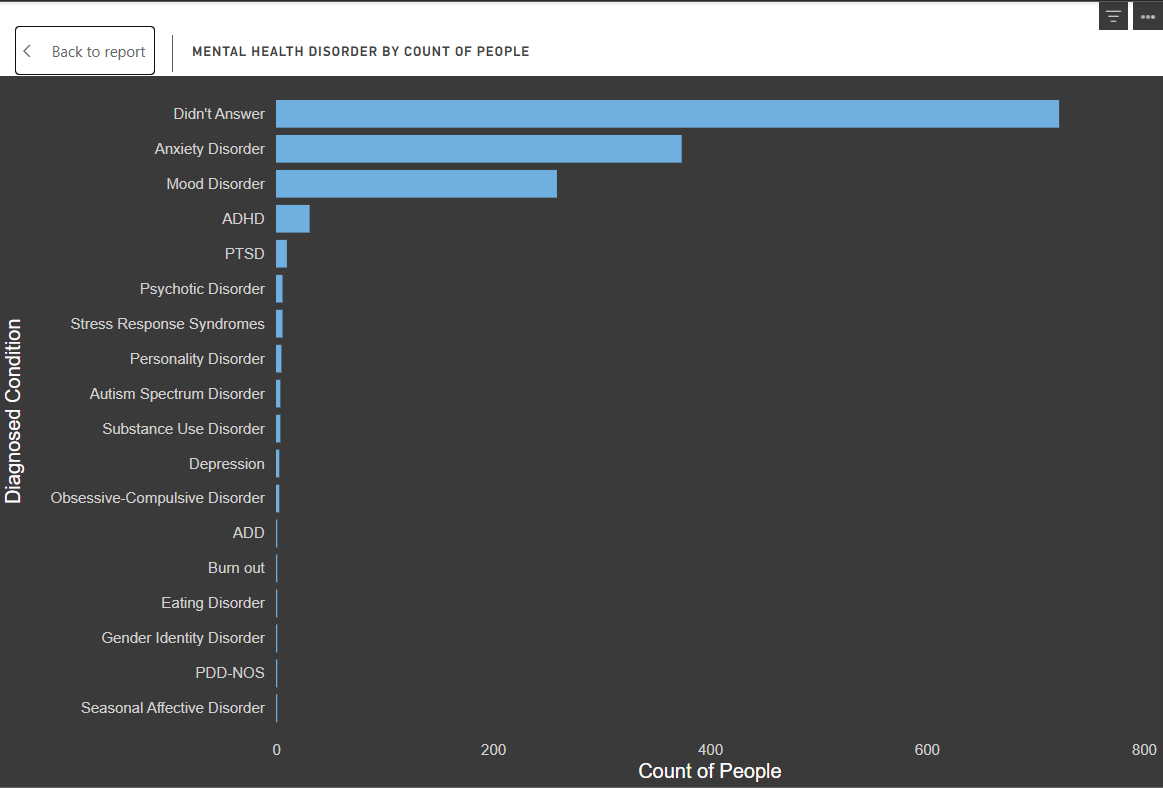 Back to report
MENTAL HEALTH DISORDER BY COUNT OF PEOPLE
Diagnosed Condition
Didn't Answer
Anxiety Disorder
Mood Disorder
ADHD
PTSD
Psychotic Disorder
Stress Response Syndromes
Personality Disorder
Autism Spectrum Disorder
Substance Use Disorder
Depression
Obsessive-Compulsive Disorder
ADD
Burn out
Eating Disorder
Gender Identity Disorder
PDD-NOS
Seasonal Affective Disorder
0 200 400 600 800
Count of People